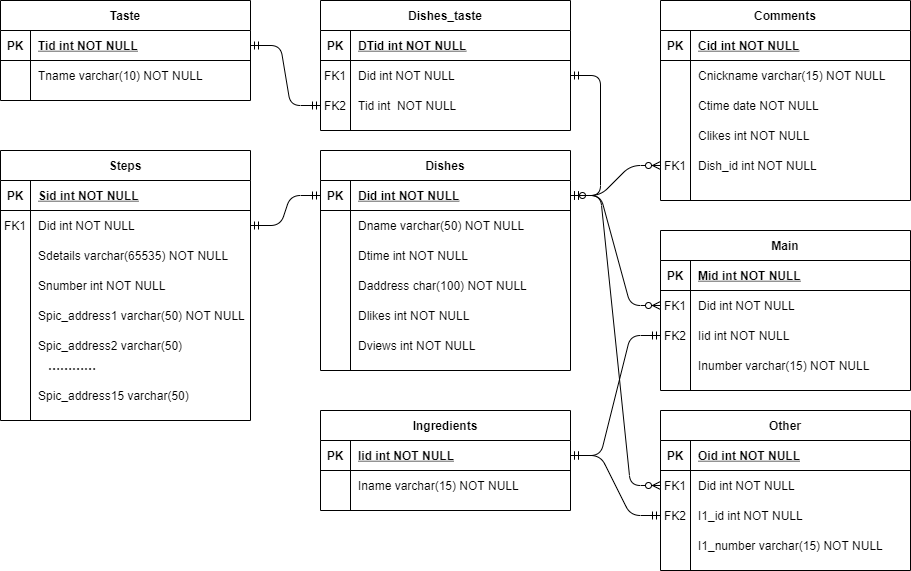 Taste
PK Tid int NOT NULL
Tname varchar(10) NOT NULL
Dishes_taste
PK DTid int NOT NULL
FK1 Did int NOT NULL
FK2 Tid int  NOT NULL
Comments
PK Cid int NOT NULL
Cnickname varchar(15) NOT NULL
Ctime date NOT NULL
Clikes int NOT NULL
FK1 Dish_id int NOT NULL
Steps
PK Sid int NOT NULL
FK1 Did int NOT NULL
Sdetails varchar(65535) NOT NULL
Snumber int NOT NULL
Spic_address1 varchar(50) NOT NULL
Spic_address2 varchar(50)
............
Spic_address15 varchar(50)
Dishes
PK Did int NOT NULL
Dname varchar(50) NOT NULL
Dtime int NOT NULL
Daddress char(100) NOT NULL
Dlikes int NOT NULL
Dviews int NOT NULL
Main
PK Mid int NOT NULL
FK1 Did int NOT NULL
FK2 Iid int NOT NULL
Inumber varchar(15) NOT NULL
Ingredients
PK Iid int NOT NULL
Iname varchar(15) NOT NULL
Other
PK Oid int NOT NULL
FK1 Did int NOT NULL
FK2 I1_id int NOT NULL
I1_number varchar(15) NOT NULL